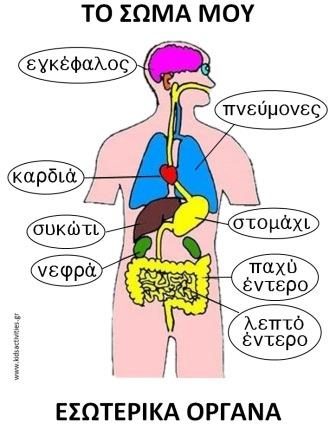 ΤΟ ΣΩΜΑ ΜΟΥ
εγκέφαλος
πνεύμονες
καρδιά
συκώτι
στομάχι
νεφρά
παχύ
έντερο
λεπτό
έντερο
www.kidsactivities.gr
ΕΣΩΤΕΡΙΚΑ ΟΡΓΑΝΑ